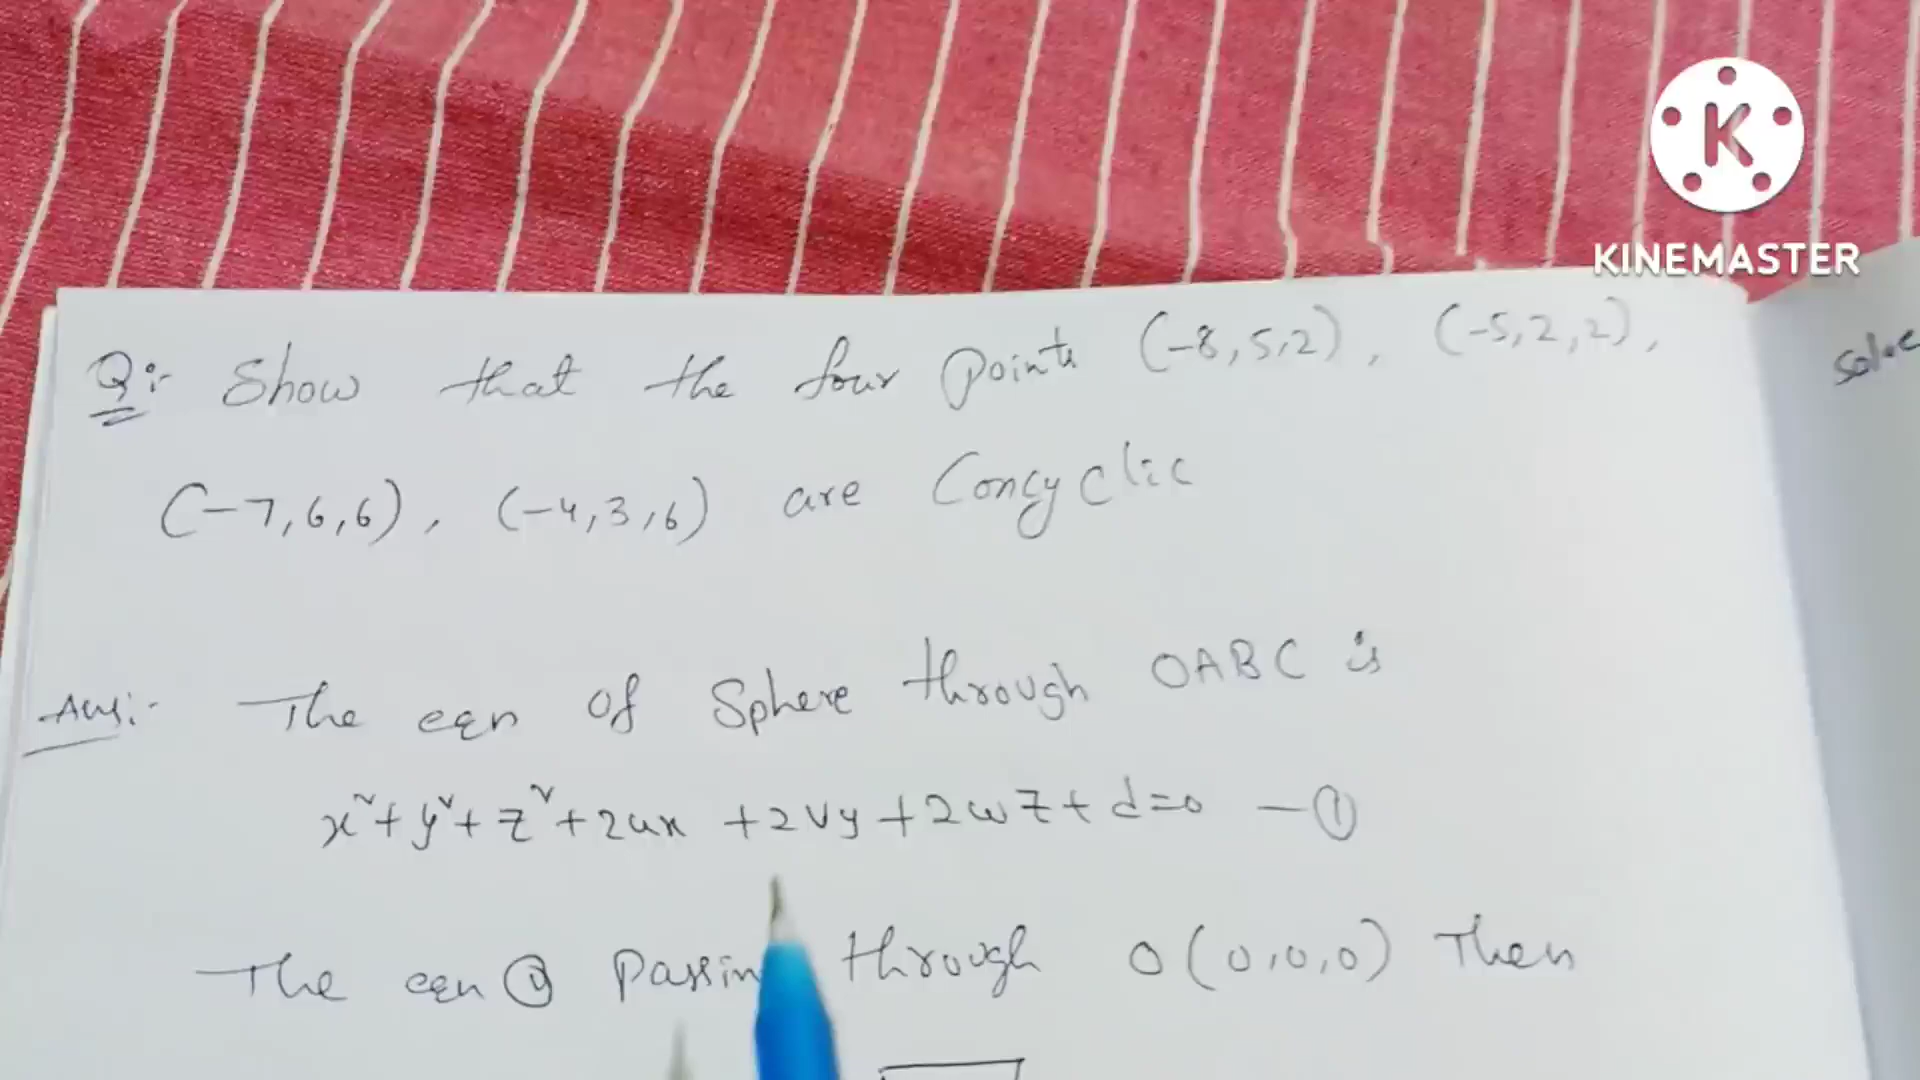 K
KINEMASTER
Q:- Show that the four points (-8,5,2), (-5,2,2),
(-7,6,6), (-4,3,6) are Concyclic
Ans:- The eqn of Sphere through OABC is
x²+y²+z²+2ux+2vy+2wz+d=0 —①
The eqn ① Passin through O(0,0,0) Then